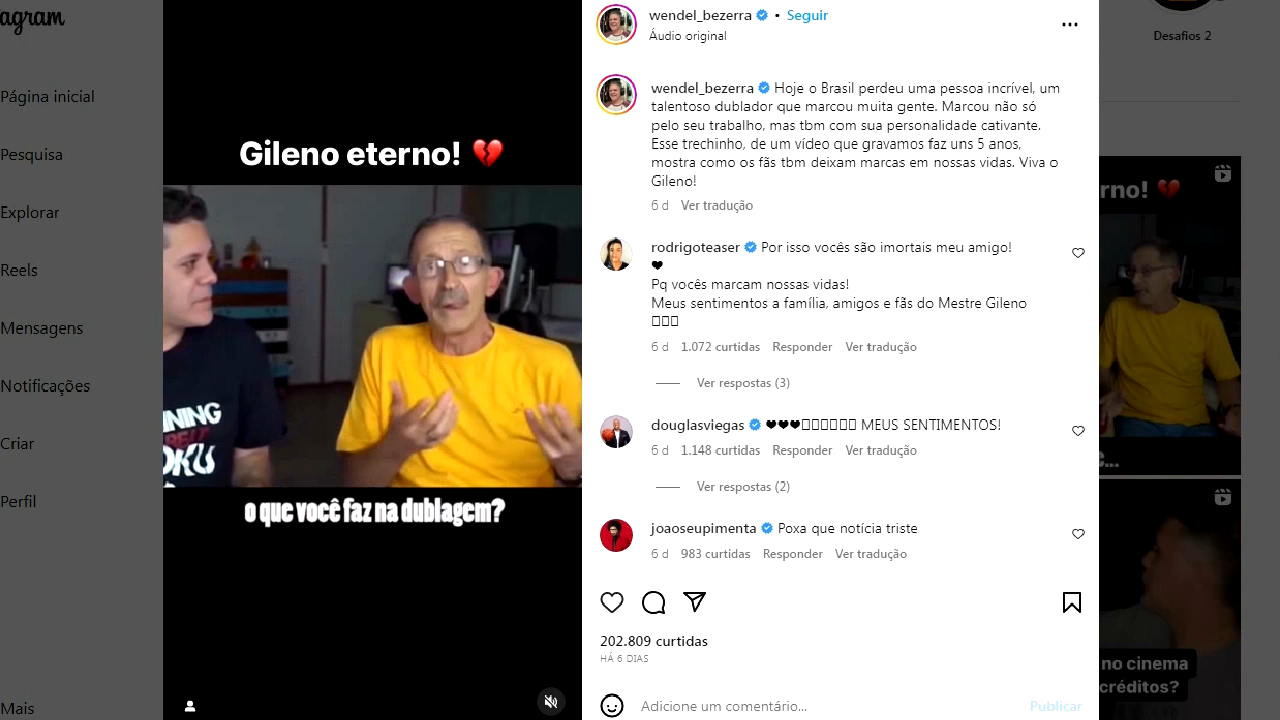 agram
Página inicial
Pesquisa
Explorar
Reels
Mensagens
Notificações
Criar
Perfil
Mais
Gileno eterno! 💔
NING
OKU
o que você faz na dublagem?
wendel_bezerra • Seguir
Áudio original
wendel_bezerra Hoje o Brasil perdeu uma pessoa incrível, um
talentoso dublador que marcou muita gente. Marcou não só
pelo seu trabalho, mas tbm com sua personalidade cativante.
Esse trechinho, de um vídeo que gravamos faz uns 5 anos,
mostra como os fãs tbm deixam marcas em nossas vidas. Viva o
Gileno!
6 d Ver tradução
rodrigoteaser Por isso vocês são imortais meu amigo!
♥
Pq vocês marcam nossas vidas!
Meus sentimentos a família, amigos e fãs do Mestre Gileno
□□□
6 d 1.072 curtidas Responder Ver tradução
Ver respostas (3)
douglasviegas ♥♥♥□□□□□□ MEUS SENTIMENTOS!
6 d 1.148 curtidas Responder Ver tradução
Ver respostas (2)
joaoseupimenta Poxa que notícia triste
6 d 983 curtidas Responder Ver tradução
202.809 curtidas
HÁ 6 DIAS
Adicione um comentário... Publicar
Desafios 2
rno! 💔
...
no cinema
créditos?